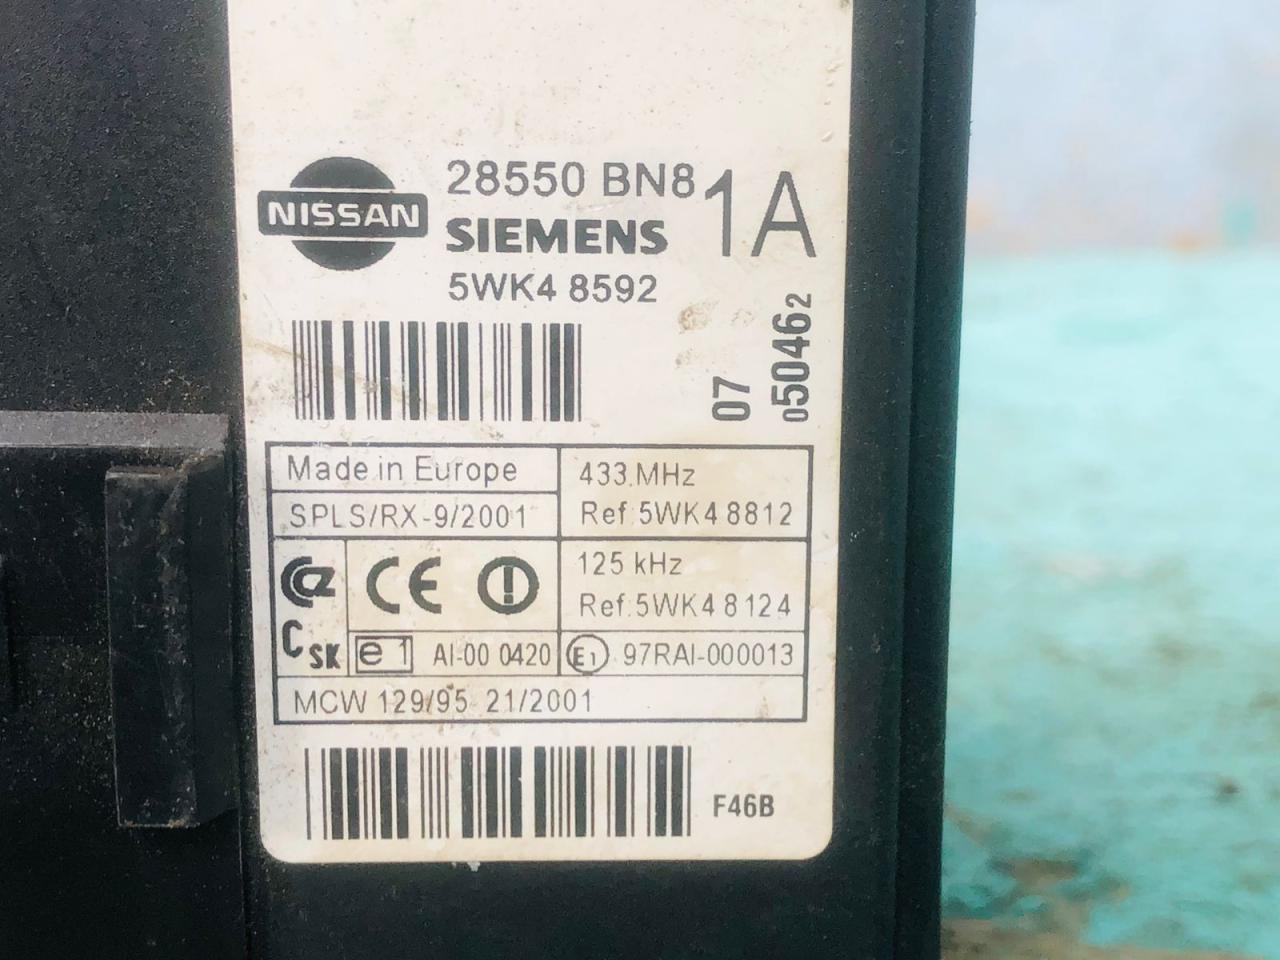 NISSAN
28550 BN8 1A
SIEMENS
5WK4 8592
07
050462
Made in Europe
SPLS/RX-9/2001
433.MHz
Ref:5WK4 8812
125 kHz
Ref:5WK4 8124
CSK
CE
e1
AI-00 0420
E1 97RAI-000013
MCW 129/95 21/2001
F46B